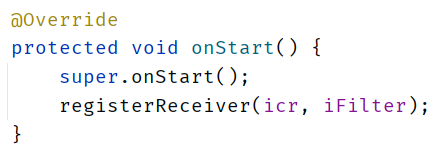 @Override
protected void onStart() {
    super.onStart();
    registerReceiver(icr, iFilter);
}